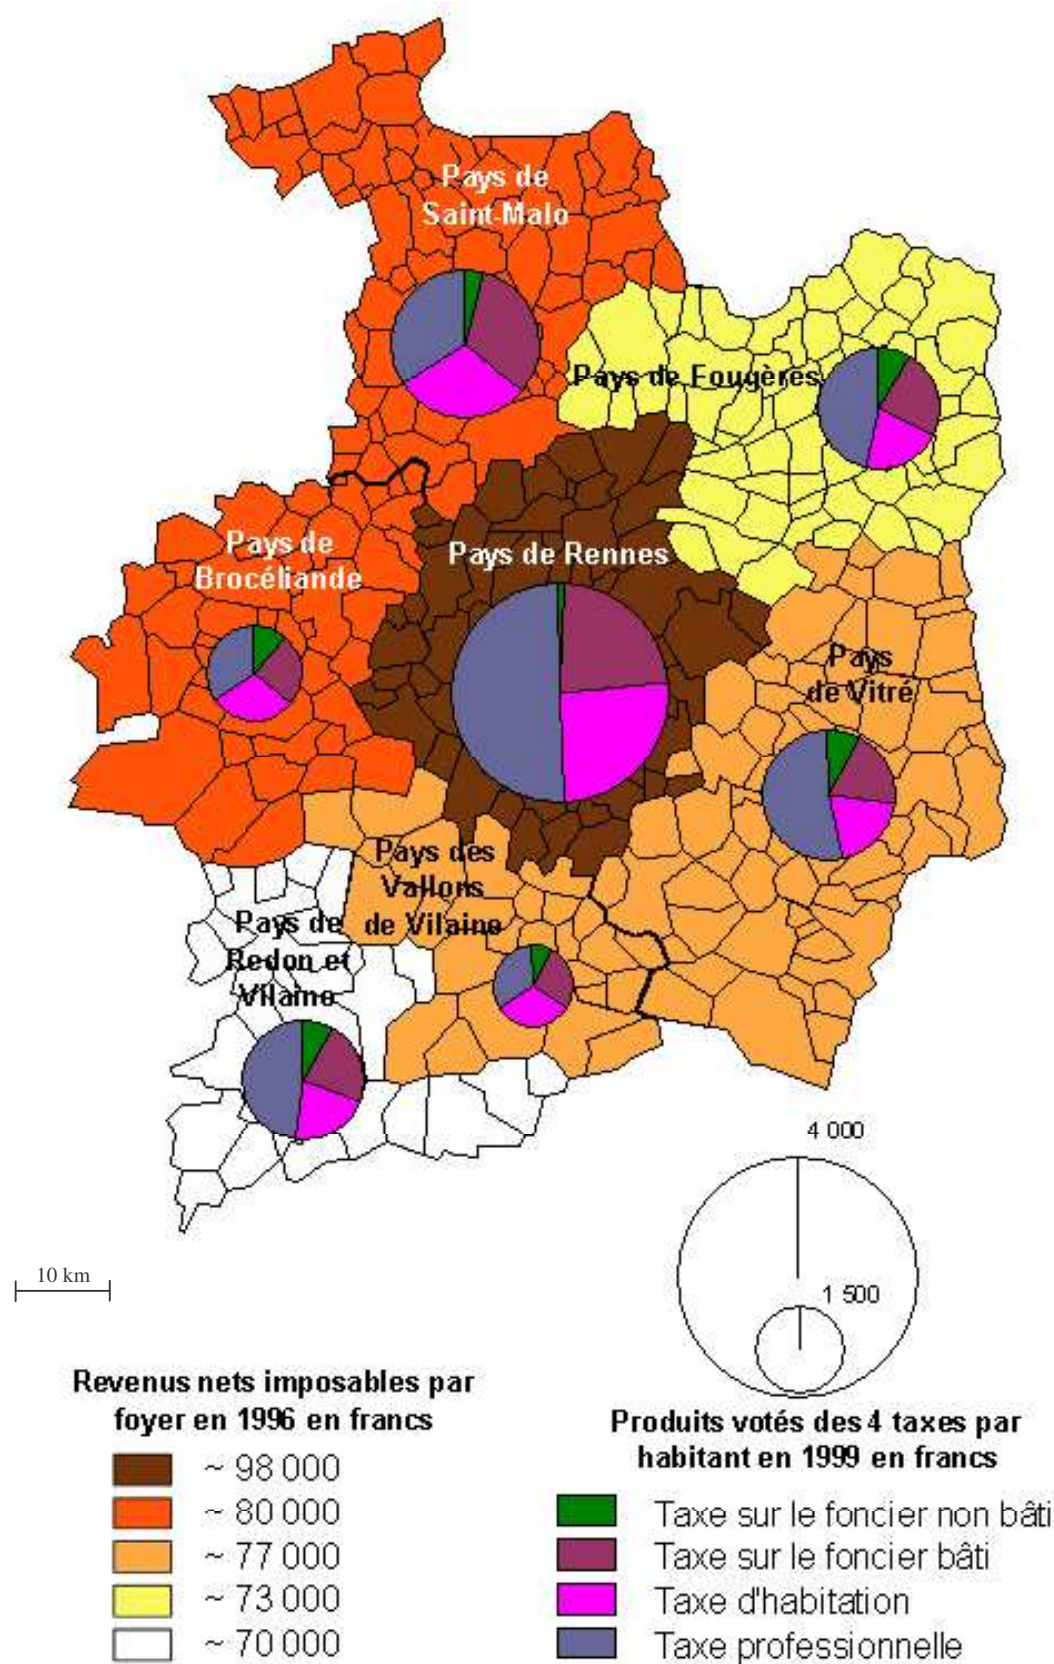 Pays de
Saint-Malo
Pays de Fougères
Pays de
Brocéliande
Pays de Rennes
Pays
de Vitré
Pays des
Vallons
de Vilaine
Pays de
Redon et
Vilaine
4 000
1 500
10 km
Revenus nets imposables par
foyer en 1996 en francs
~ 98 000
~ 80 000
~ 77 000
~ 73 000
~ 70 000
Produits votés des 4 taxes par
habitant en 1999 en francs
Taxe sur le foncier non bâti
Taxe sur le foncier bâti
Taxe d'habitation
Taxe professionnelle